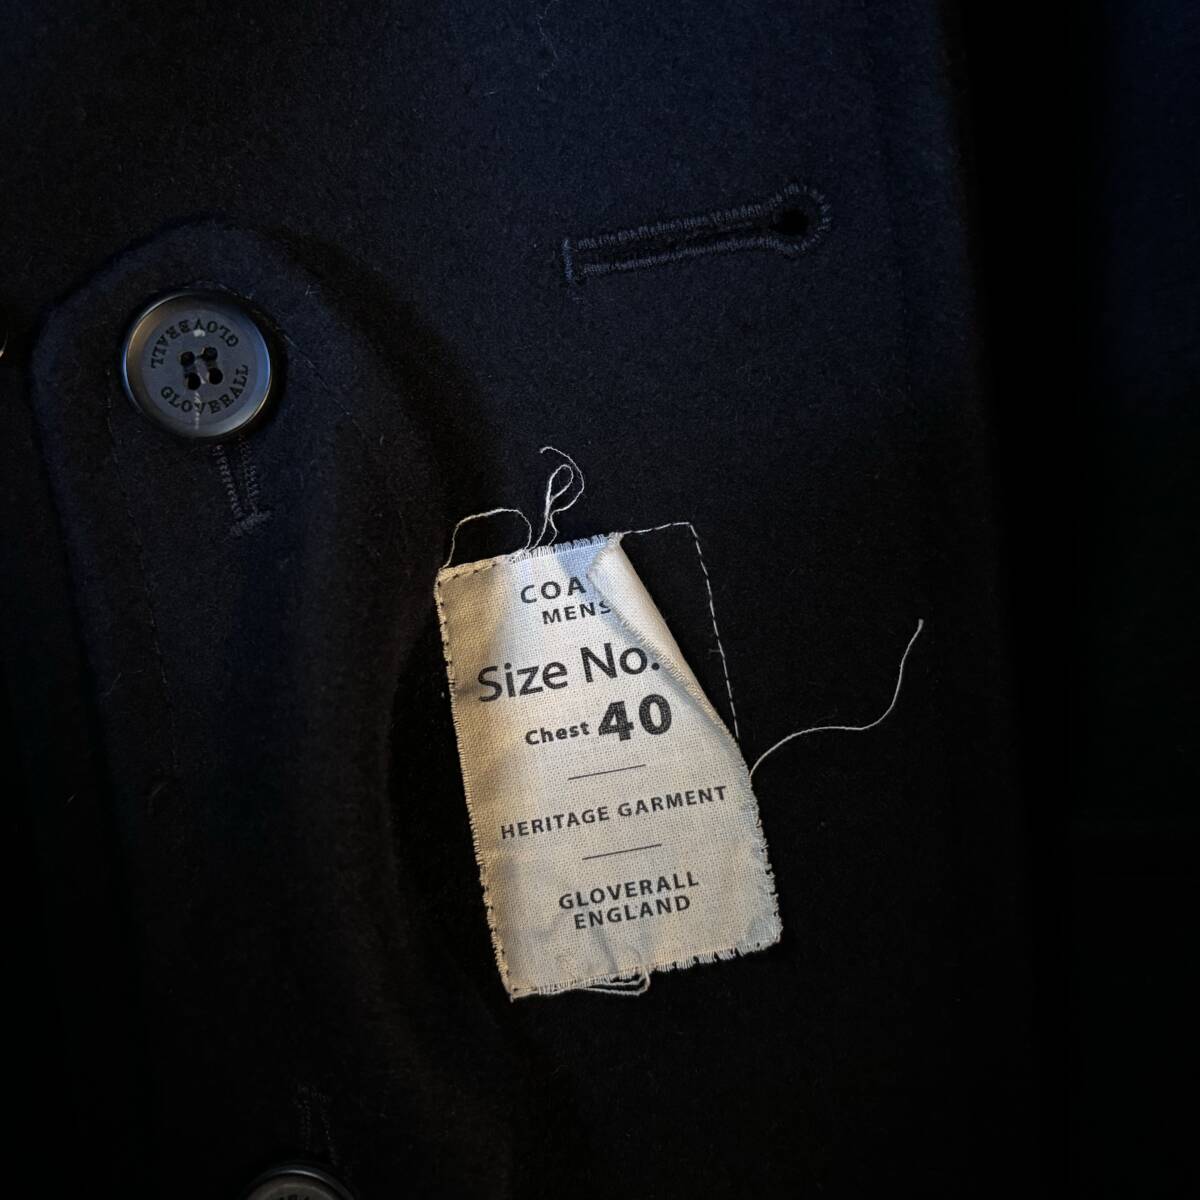 GLOVERALL
GLOVERALL
COA
MENS
Size No.
Chest 40
HERITAGE GARMENT
GLOVERALL
ENGLAND